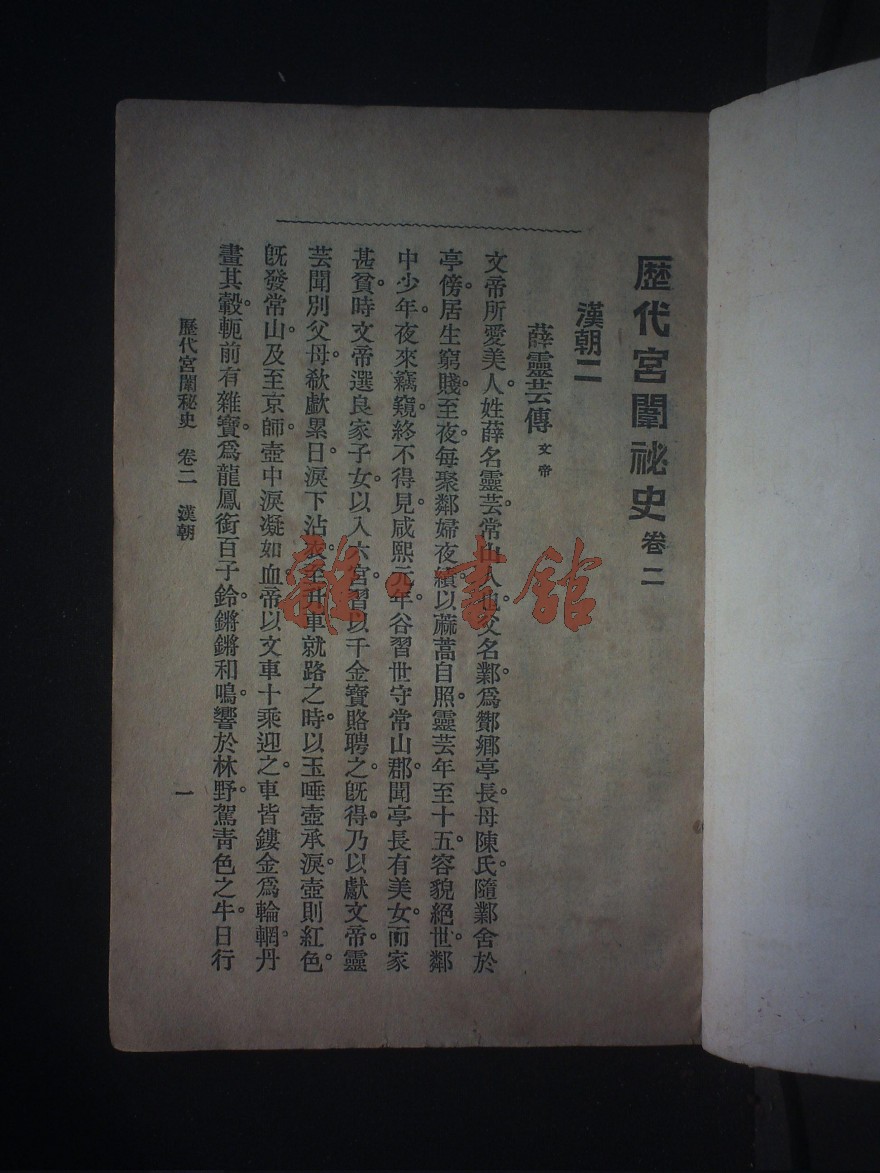 歷代宮闈祕史 卷二
漢朝二
薛靈芸傳 文帝
文帝所愛美人。姓薛名靈芸。常山人也。父名鄴。爲酇鄉亭長。母陳氏。隨鄴舍於
亭傍。居生窮賤。至夜每聚鄰婦夜績。以蔴蒿自照。靈芸年至十五。容貌絕世。鄰
中少年夜來竊窺。終不得見。咸熙元年。谷習世守常山郡。聞亭長有美女。而家
甚貧。時文帝選良家子女。以入六宮。習以千金寶賂聘之。旣得。乃以獻文帝。靈
芸聞別父母。欷歔累日。淚下沾衣。至升車就路之時。以玉唾壺承淚。壺則紅色。
旣發常山。及至京師。壺中淚凝如血。帝以文車十乘迎之。車皆鏤金爲輪輞。丹
畫其轂。軛前有雜寶。爲龍鳳銜百子鈴。鏘鏘和鳴。響於林野。駕靑色之牛。日行
歷代宮闈秘史 卷二 漢朝
一
雜·書館